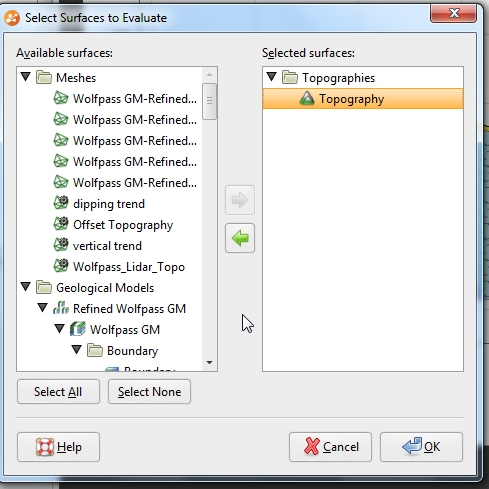 Select Surfaces to Evaluate
Available surfaces:
Meshes
Wolfpass GM-Refined...
Wolfpass GM-Refined...
Wolfpass GM-Refined...
Wolfpass GM-Refined...
Wolfpass GM-Refined...
dipping trend
Offset Topography
vertical trend
Wolfpass_Lidar_Topo
Geological Models
Refined Wolfpass GM
Wolfpass GM
Boundary
Selected surfaces:
Topographies
Topography
Select All
Select None
Help
Cancel
OK